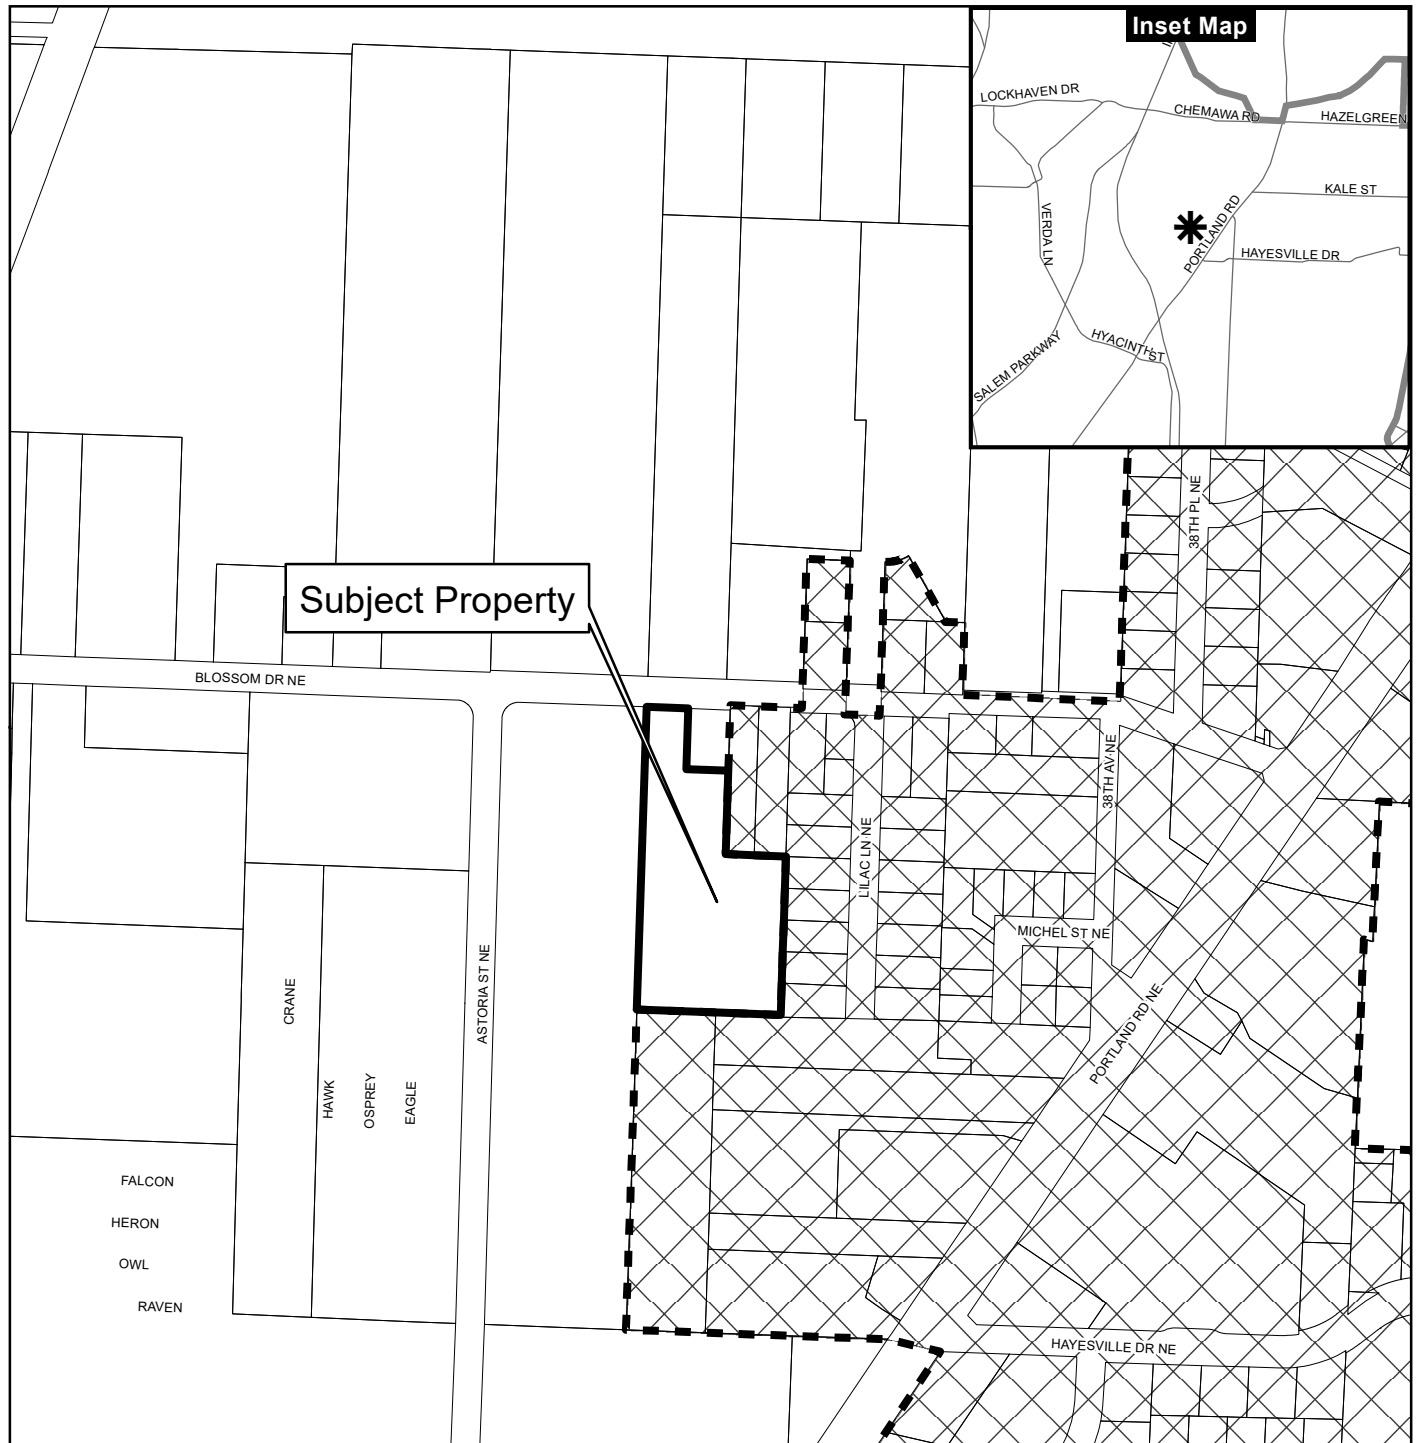 Inset Map
LOCKHAVEN DR
CHEMAWA RD
HAZELGREEN
KALE ST
VERDA LN
PORTLAND RD
HAYESVILLE DR
HYACINTH ST
SALEM PARKWAY
38TH PL NE
Subject Property
BLOSSOM DR NE
38TH AV NE
LILAC LN NE
MICHEL ST NE
ASTORIA ST NE
CRANE
PORTLAND RD NE
HAWK
OSPREY
EAGLE
FALCON
HERON
OWL
RAVEN
HAYESVILLE DR NE